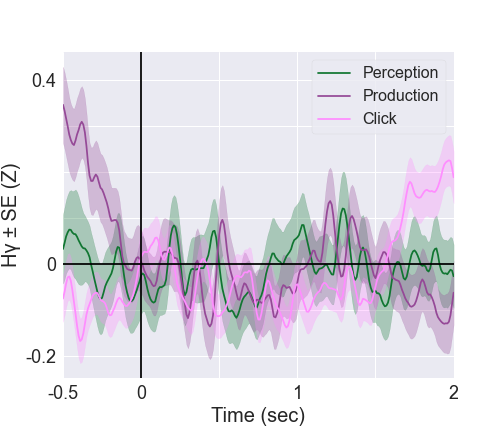 Perception
Production
Click
Hγ ± SE (Z)
0.4
0
-0.2
-0.5
0
1
2
Time (sec)